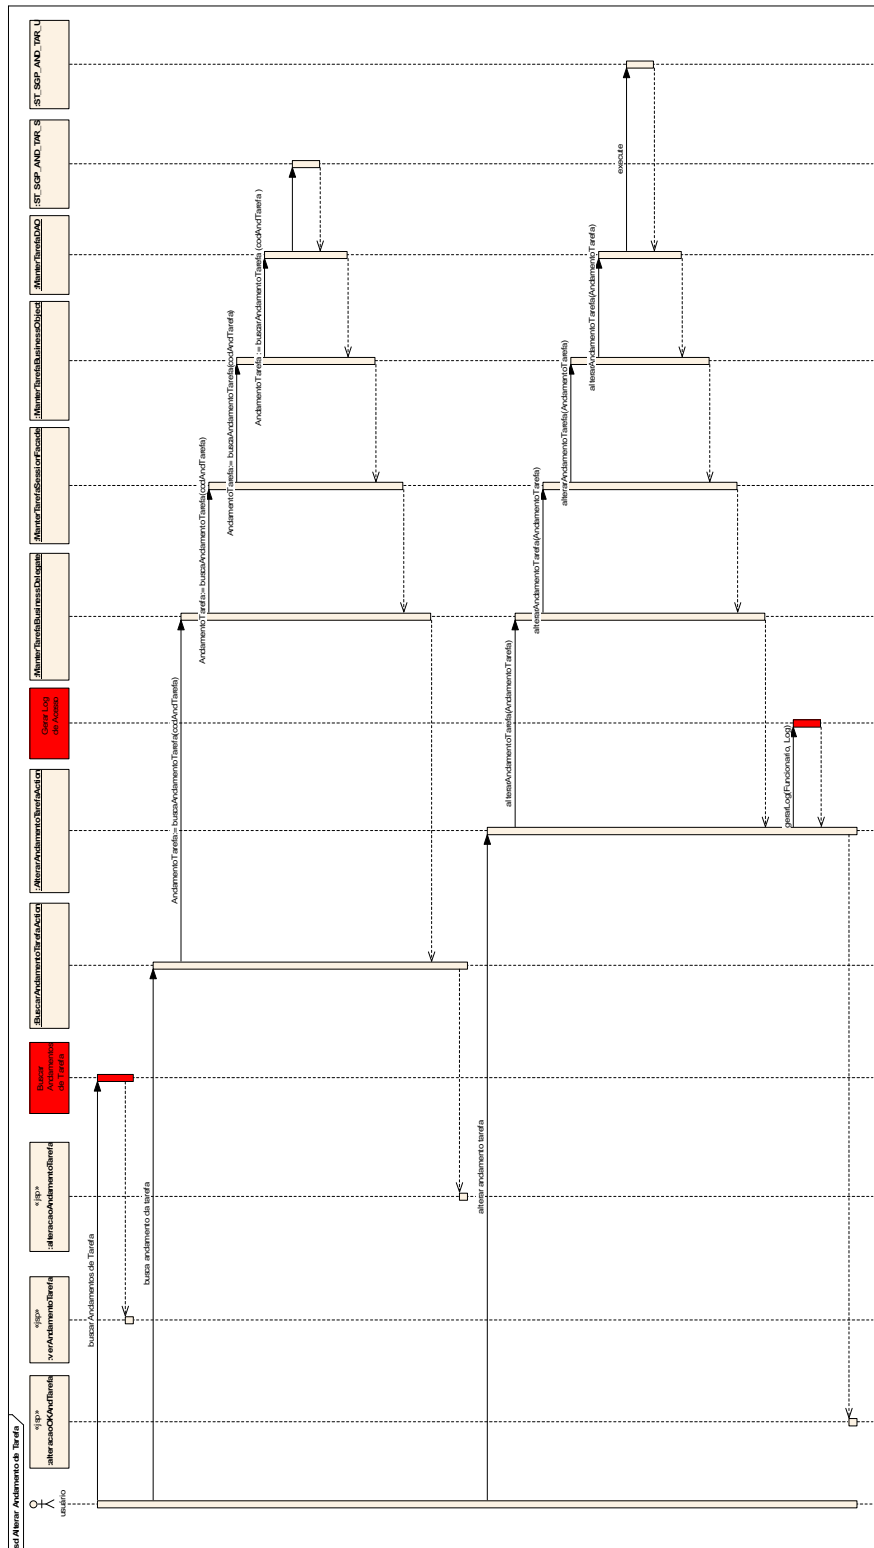 sd Alterar Andamento de Tarefa
usuário
«jsp»
:alteracaoOKAndTarefa
«jsp»
:verAndamentoTarefa
«jsp»
:alteracaoAndamentoTarefa
Buscar
Andamentos
de Tarefa
:BuscarAndamentoTarefaAction
:AlterarAndamentoTarefaAction
Gerar Log
de Acesso
:ManterTarefaBusinessDelegate
:ManterTarefaSessionFacade
:ManterTarefaBusinessObject
:ManterTarefaDAO
:ST_SGP_AND_TAR_S
:ST_SGP_AND_TAR_U
buscar Andamentos de Tarefa
busca andamento da tarefa
AndamentoTarefa:= buscaAndamentoTarefa(codAndTarefa)
AndamentoTarefa:= buscaAndamentoTarefa(codAndTarefa)
AndamentoTarefa:= buscaAndamentoTarefa(codAndTarefa)
AndamentoTarefa := buscarAndamentoTarefa (codAndTarefa )
alterar andamento tarefa
alterarAndamentoTarefa(AndamentoTarefa)
alterarAndamentoTarefa(AndamentoTarefa)
alterarAndamentoTarefa(AndamentoTarefa)
alterarAndamentoTarefa(AndamentoTarefa)
execute
gerarLog(Funcionario, Log)